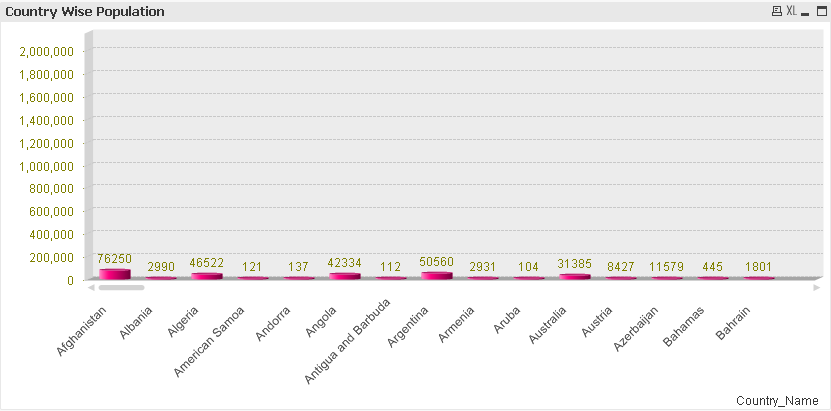 Country Wise Population
XL
2,000,000
1,800,000
1,600,000
1,400,000
1,200,000
1,000,000
800,000
600,000
400,000
200,000
0
76250 2990 46522 121 137 42334 112 50560 2931 104 31385 8427 11579 445 1801
Afghanistan
Albania
Algeria
American Samoa
Andorra
Angola
Antigua and Barbuda
Argentina
Armenia
Aruba
Australia
Austria
Azerbaijan
Bahamas
Bahrain
Country_Name